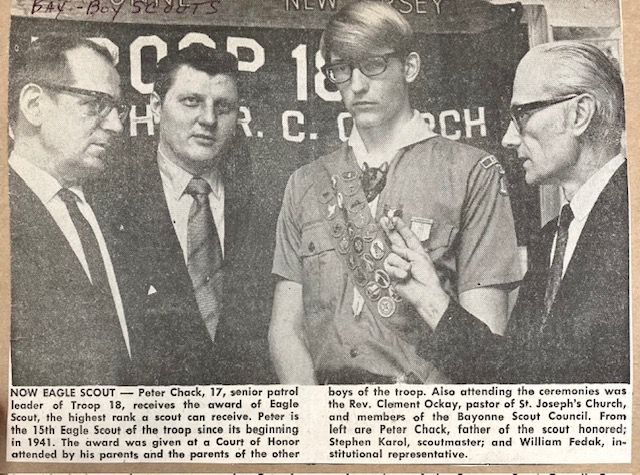 BAY.-BOY SCOUTS
NEW JERSEY
TROOP 18
R. C. CHURCH
NOW EAGLE SCOUT — Peter Chack, 17, senior patrol
leader of Troop 18, receives the award of Eagle
Scout, the highest rank a scout can receive. Peter is
the 15th Eagle Scout of the troop since its beginning
in 1941. The award was given at a Court of Honor
attended by his parents and the parents of the other
boys of the troop. Also attending the ceremonies was
the Rev. Clement Ockay, pastor of St. Joseph's Church,
and members of the Bayonne Scout Council. From
left are Peter Chack, father of the scout honored;
Stephen Karol, scoutmaster; and William Fedak, in-
stitutional representative.